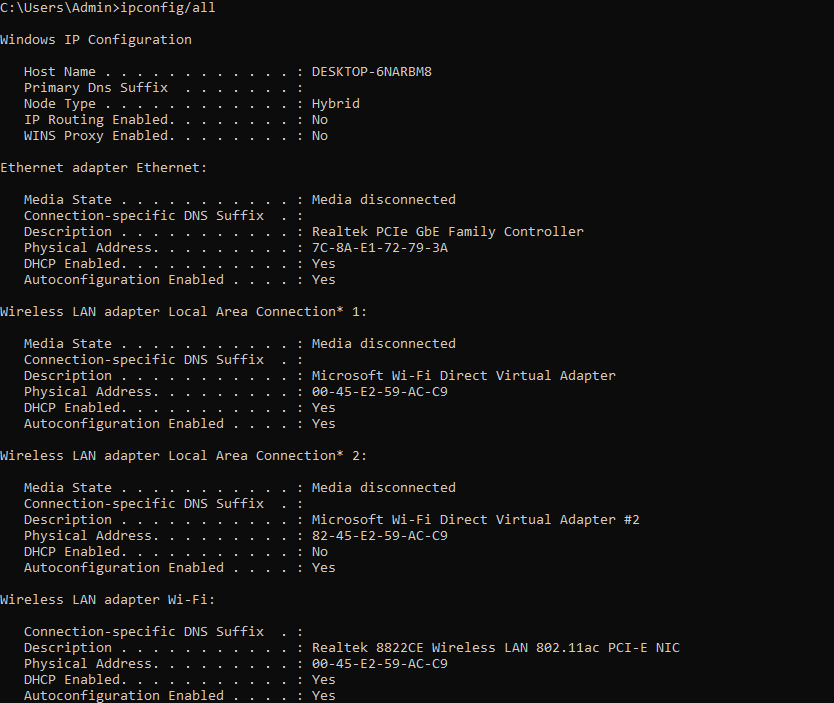 C:\Users\Admin>ipconfig/all
Windows IP Configuration
Host Name . . . . . . . . . . . . : DESKTOP-6NARBM8
Primary Dns Suffix  . . . . . . . :
Node Type . . . . . . . . . . . . : Hybrid
IP Routing Enabled. . . . . . . . : No
WINS Proxy Enabled. . . . . . . . : No
Ethernet adapter Ethernet:
Media State . . . . . . . . . . . : Media disconnected
Connection-specific DNS Suffix  . :
Description . . . . . . . . . . . : Realtek PCIe GbE Family Controller
Physical Address. . . . . . . . . : 7C-8A-E1-72-79-3A
DHCP Enabled. . . . . . . . . . . : Yes
Autoconfiguration Enabled . . . . : Yes
Wireless LAN adapter Local Area Connection* 1:
Media State . . . . . . . . . . . : Media disconnected
Connection-specific DNS Suffix  . :
Description . . . . . . . . . . . : Microsoft Wi-Fi Direct Virtual Adapter
Physical Address. . . . . . . . . : 00-45-E2-59-AC-C9
DHCP Enabled. . . . . . . . . . . : Yes
Autoconfiguration Enabled . . . . : Yes
Wireless LAN adapter Local Area Connection* 2:
Media State . . . . . . . . . . . : Media disconnected
Connection-specific DNS Suffix  . :
Description . . . . . . . . . . . : Microsoft Wi-Fi Direct Virtual Adapter #2
Physical Address. . . . . . . . . : 82-45-E2-59-AC-C9
DHCP Enabled. . . . . . . . . . . : No
Autoconfiguration Enabled . . . . : Yes
Wireless LAN adapter Wi-Fi:
Connection-specific DNS Suffix  . :
Description . . . . . . . . . . . : Realtek 8822CE Wireless LAN 802.11ac PCI-E NIC
Physical Address. . . . . . . . . : 00-45-E2-59-AC-C9
DHCP Enabled. . . . . . . . . . . : Yes
Autoconfiguration Enabled . . . . : Yes